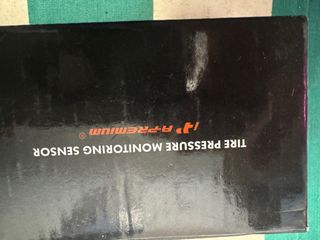 A-PREMIUM®
TIRE PRESSURE MONITORING SENSOR